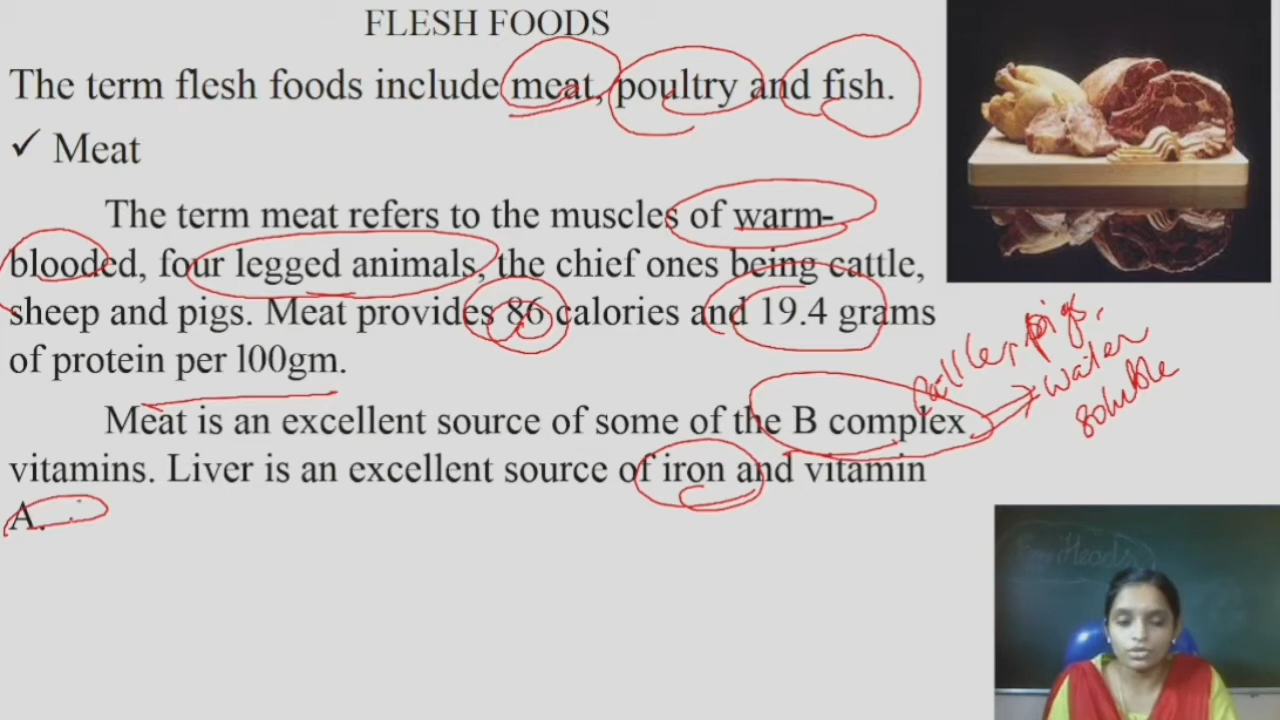 FLESH FOODS
The term flesh foods include meat, poultry and fish.
✓ Meat
The term meat refers to the muscles of warm-
blooded, four legged animals, the chief ones being cattle,
sheep and pigs. Meat provides 86 calories and 19.4 grams
of protein per 100gm.
Meat is an excellent source of some of the B complex
vitamins. Liver is an excellent source of iron and vitamin
A.
pigs,
water
soluble
Heads